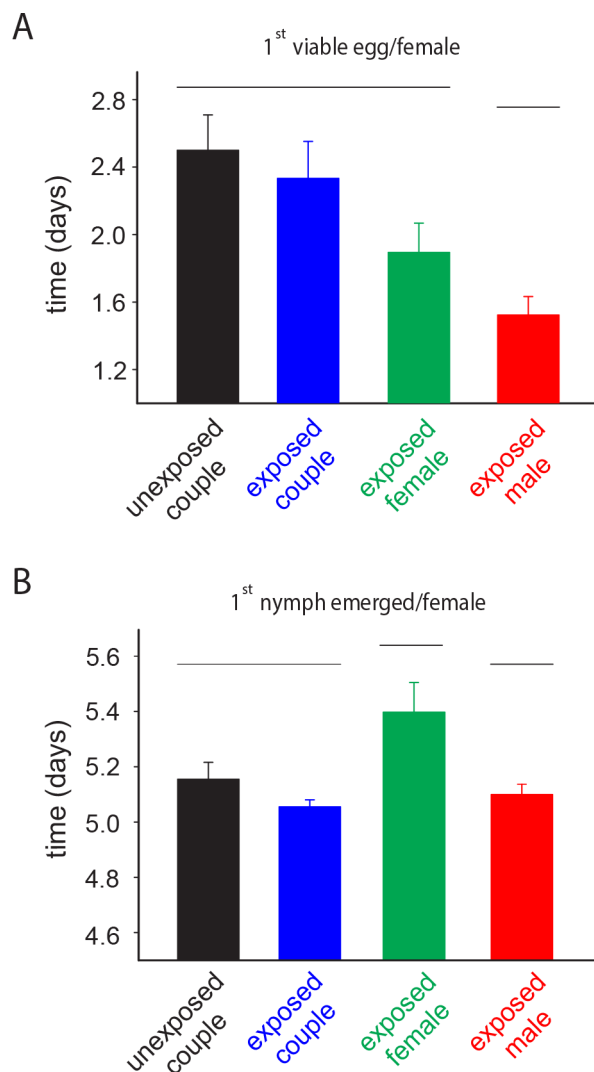 A
1st viable egg/female
2.8
2.4
2.0
1.6
1.2
time (days)
unexposed
couple
exposed
couple
exposed
female
exposed
male
B
1st nymph emerged/female
5.6
5.4
5.2
5.0
4.8
4.6
time (days)
unexposed
couple
exposed
couple
exposed
female
exposed
male